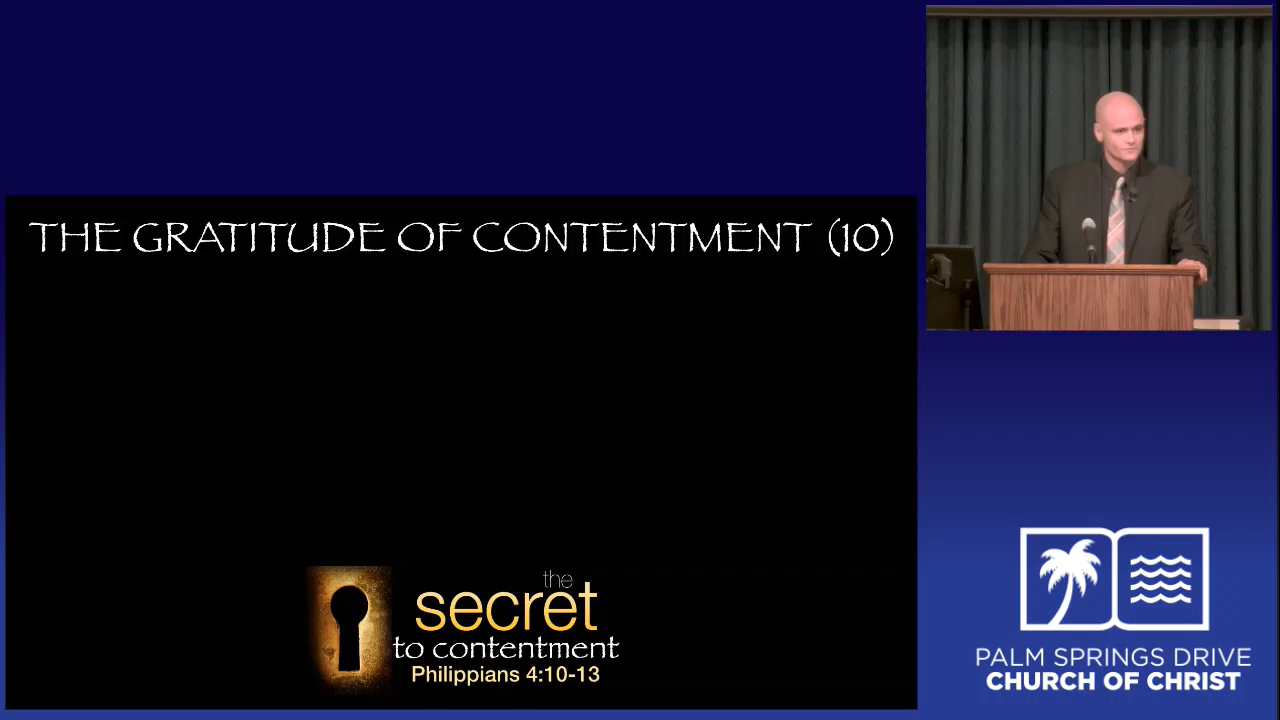 THE GRATITUDE OF CONTENTMENT (10)
the
secret
to contentment
Philippians 4:10-13
PALM SPRINGS DRIVE
CHURCH OF CHRIST